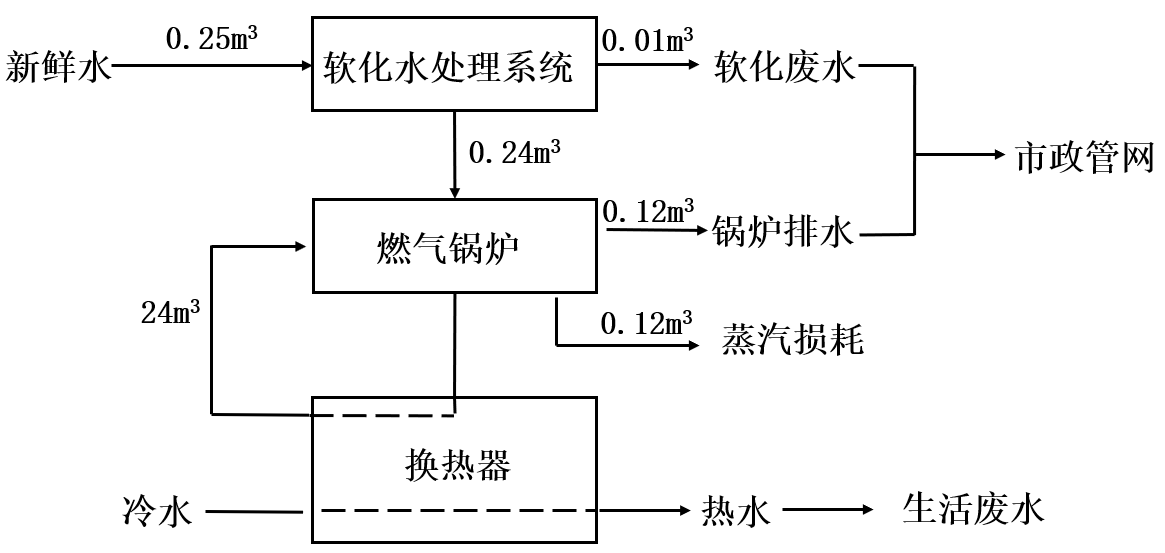 新鲜水
0.25m³
软化水处理系统
0.01m³
软化废水
0.24m³
市政管网
燃气锅炉
0.12m³
锅炉排水
24m³
0.12m³
蒸汽损耗
换热器
冷水
热水
生活废水